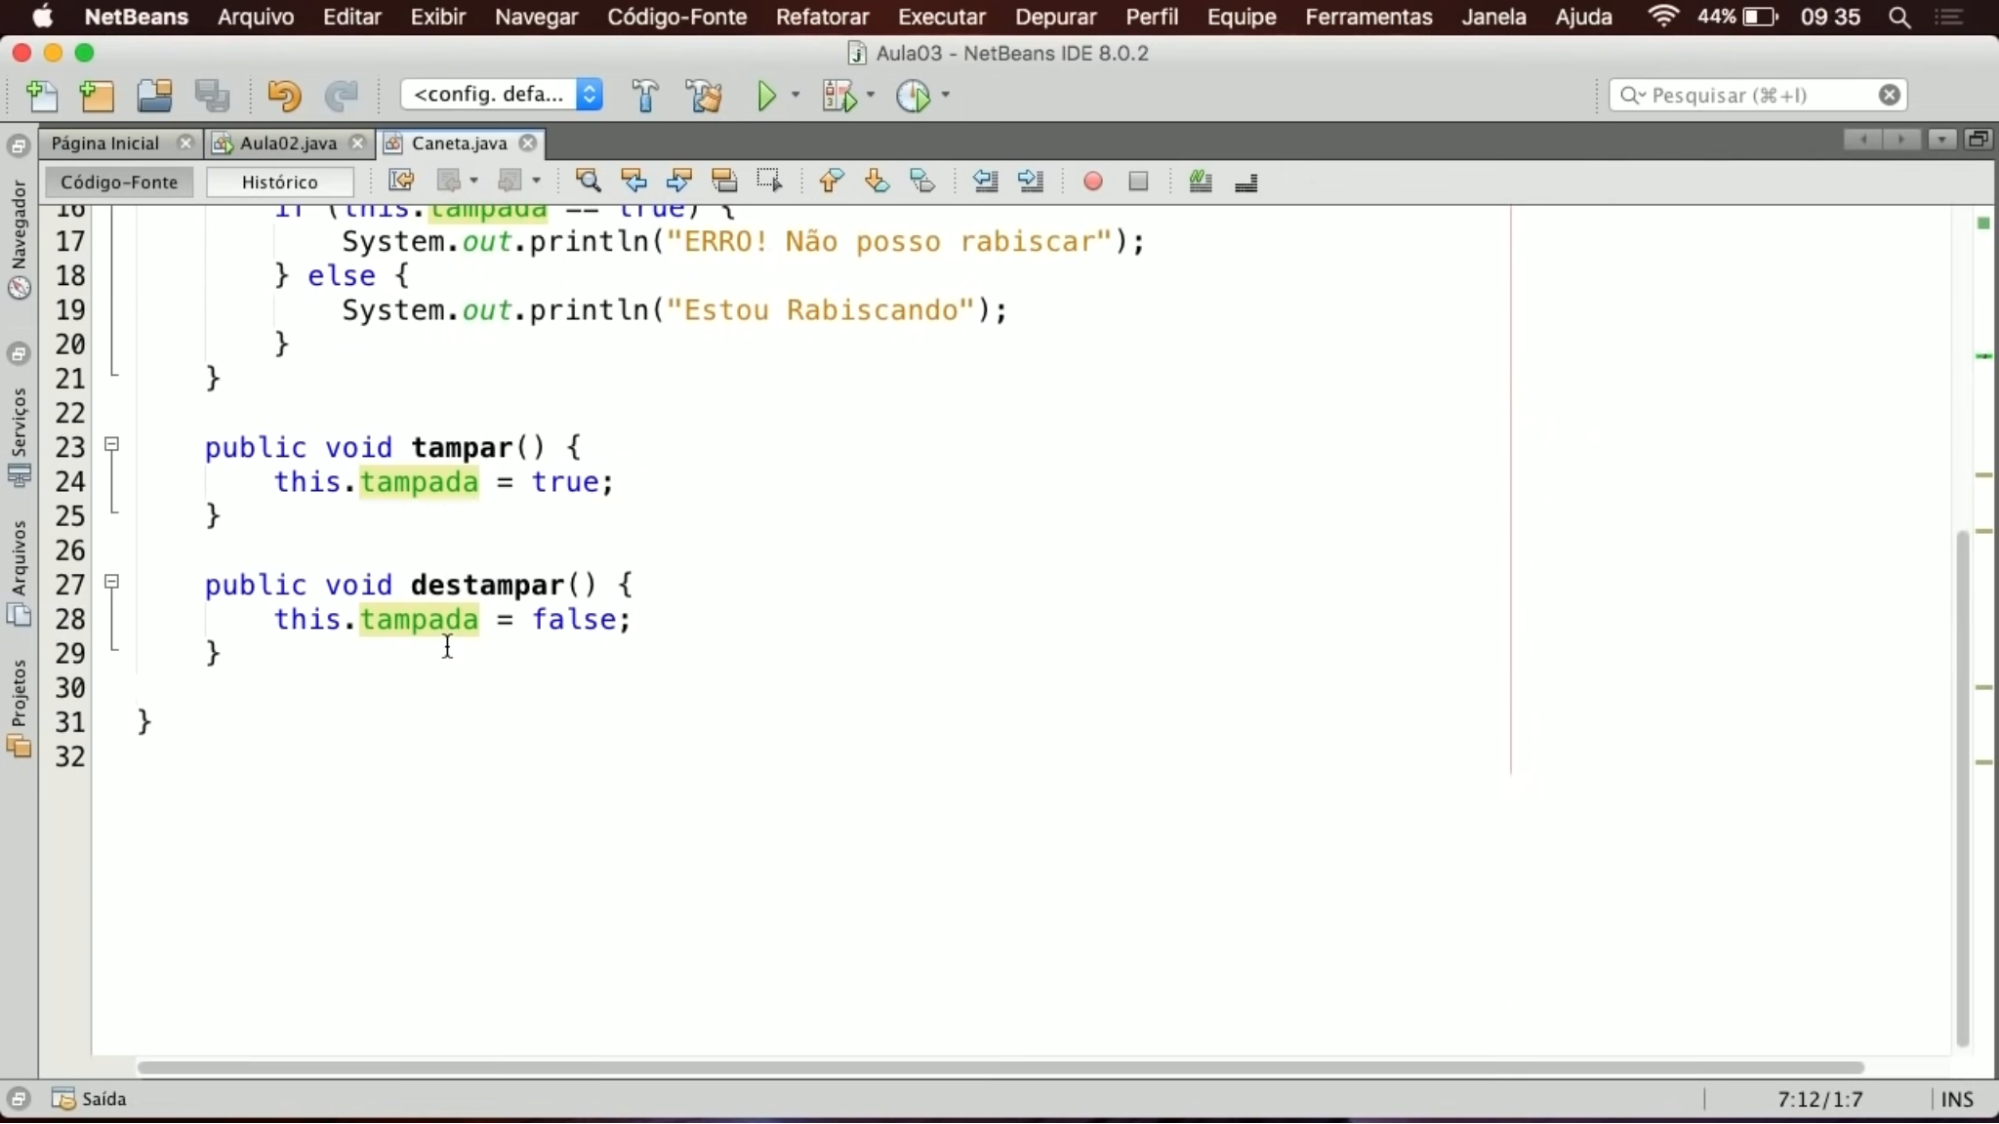 NetBeans Arquivo Editar Exibir Navegar Código-Fonte Refatorar Executar Depurar Perfil Equipe Ferramentas Janela Ajuda 44% 09 35
Aula03 - NetBeans IDE 8.0.2
<config. defa... Pesquisar (⌘+I)
Página Inicial Aula02.java Caneta.java
Código-Fonte Histórico
Navegador
Serviços
Arquivos
Projetos
16 if (this.tampada == true) {
17 System.out.println("ERRO! Não posso rabiscar");
18 } else {
19 System.out.println("Estou Rabiscando");
20 }
21 }
22
23 public void tampar() {
24 this.tampada = true;
25 }
26
27 public void destampar() {
28 this.tampada = false;
29 }
30
31 }
32
Saída 7:12/1:7 INS